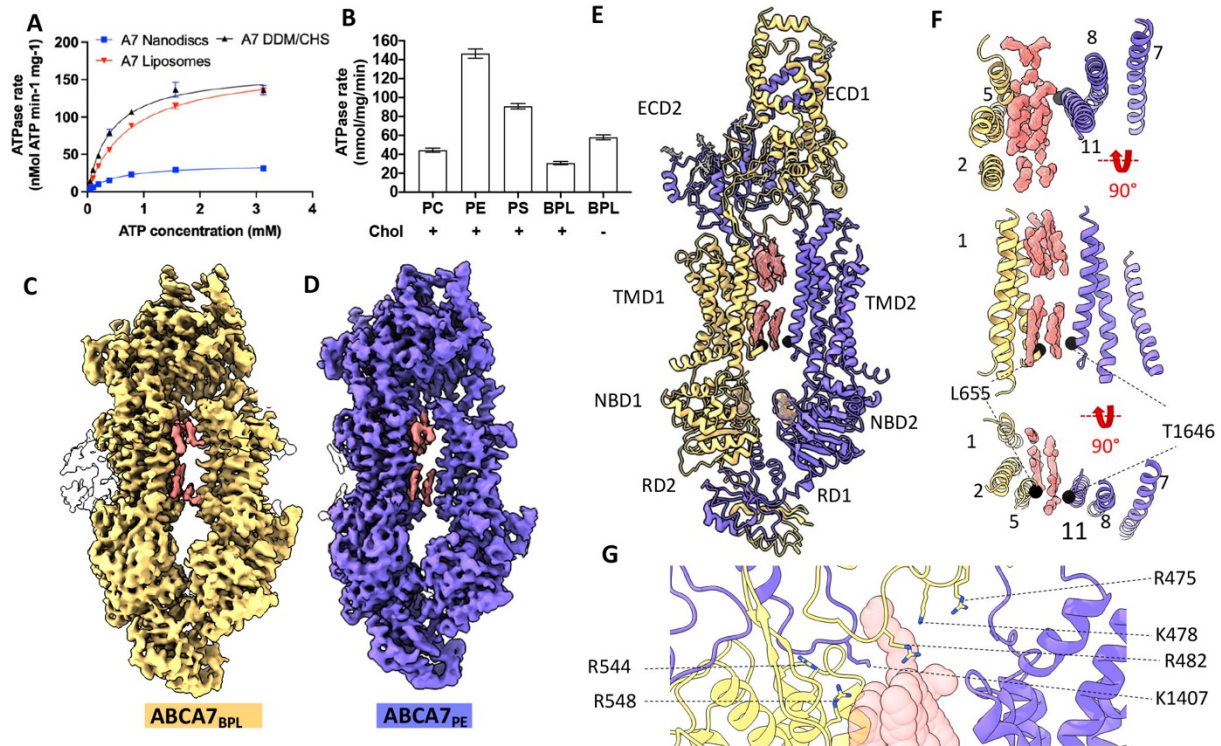 A
A7 Nanodiscs
A7 DDM/CHS
A7 Liposomes
ATPase rate
(nMol ATP min-1 mg-1)
200
150
100
50
0
0 1 2 3 4
ATP concentration (mM)
B
ATPase rate
(nmol/mg/min)
160
140
120
100
80
60
40
20
0
PC PE PS BPL BPL
Chol + + + + -
C
ABCA7BPL
D
ABCA7PE
E
ECD2
ECD1
TMD1
TMD2
NBD1
NBD2
RD2
RD1
F
8
7
5
2
11
90°
1
L655
T1646
90°
1
2
5
11
8
7
G
R475
K478
R482
K1407
R544
R548